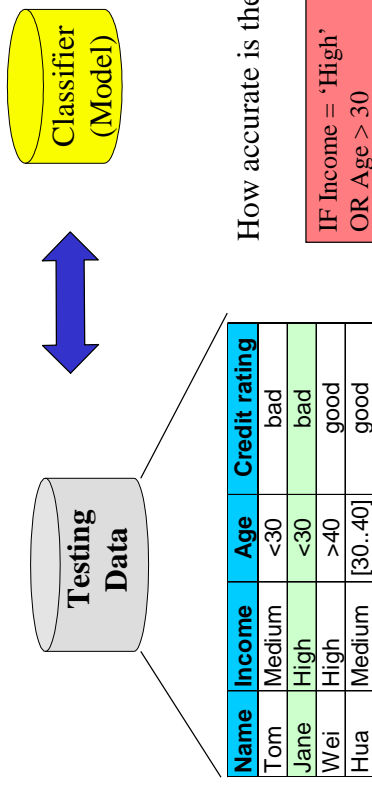 Testing
Data
Classifier
(Model)
Name Income Age Credit rating
Tom Medium <30 bad
Jane High <30 bad
Wei High >40 good
Hua Medium [30..40] good
How accurate is the
IF Income = ‘High’
OR Age > 30